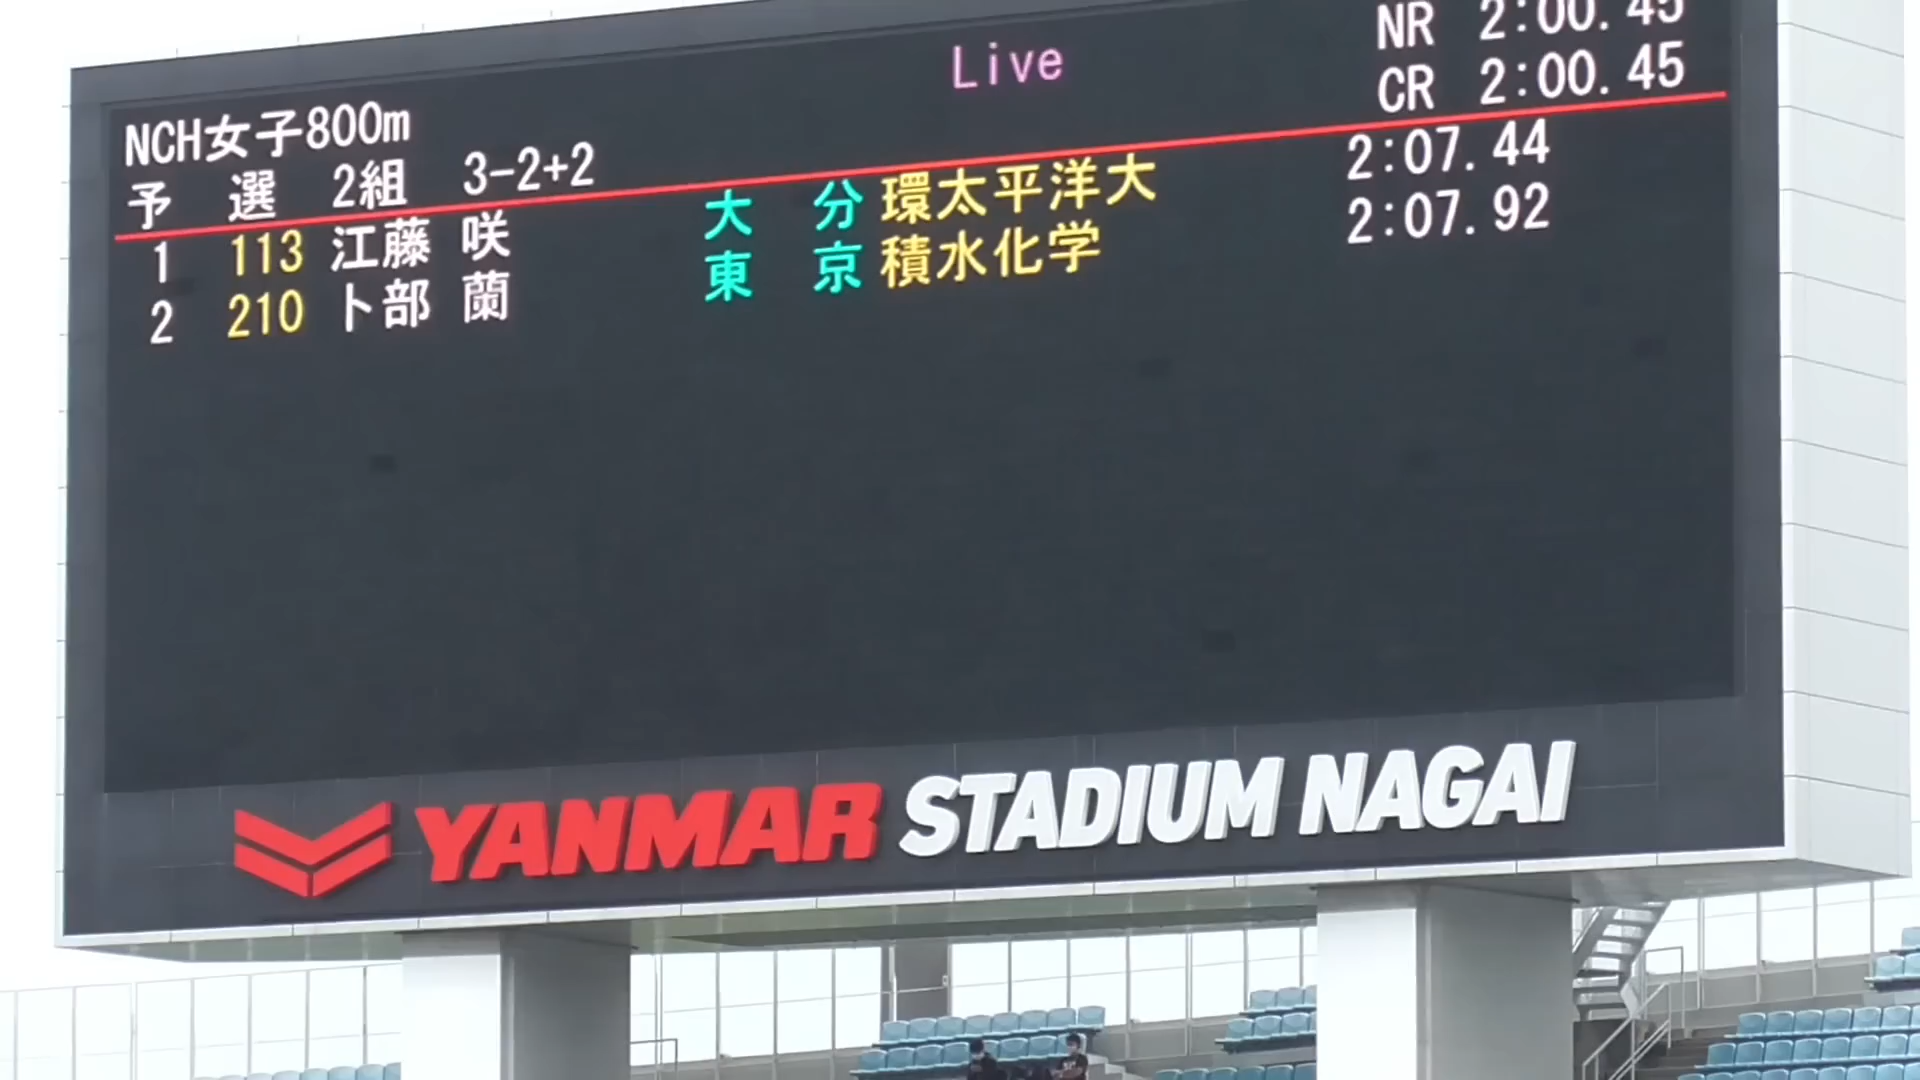 Live
NR 2:00.45
NCH女子800m
CR 2:00.45
予 選 2組 3-2+2
1 113 江藤 咲 大 分 環太平洋大 2:07.44
2 210 卜部 蘭 東 京 積水化学 2:07.92
YANMAR STADIUM NAGAI